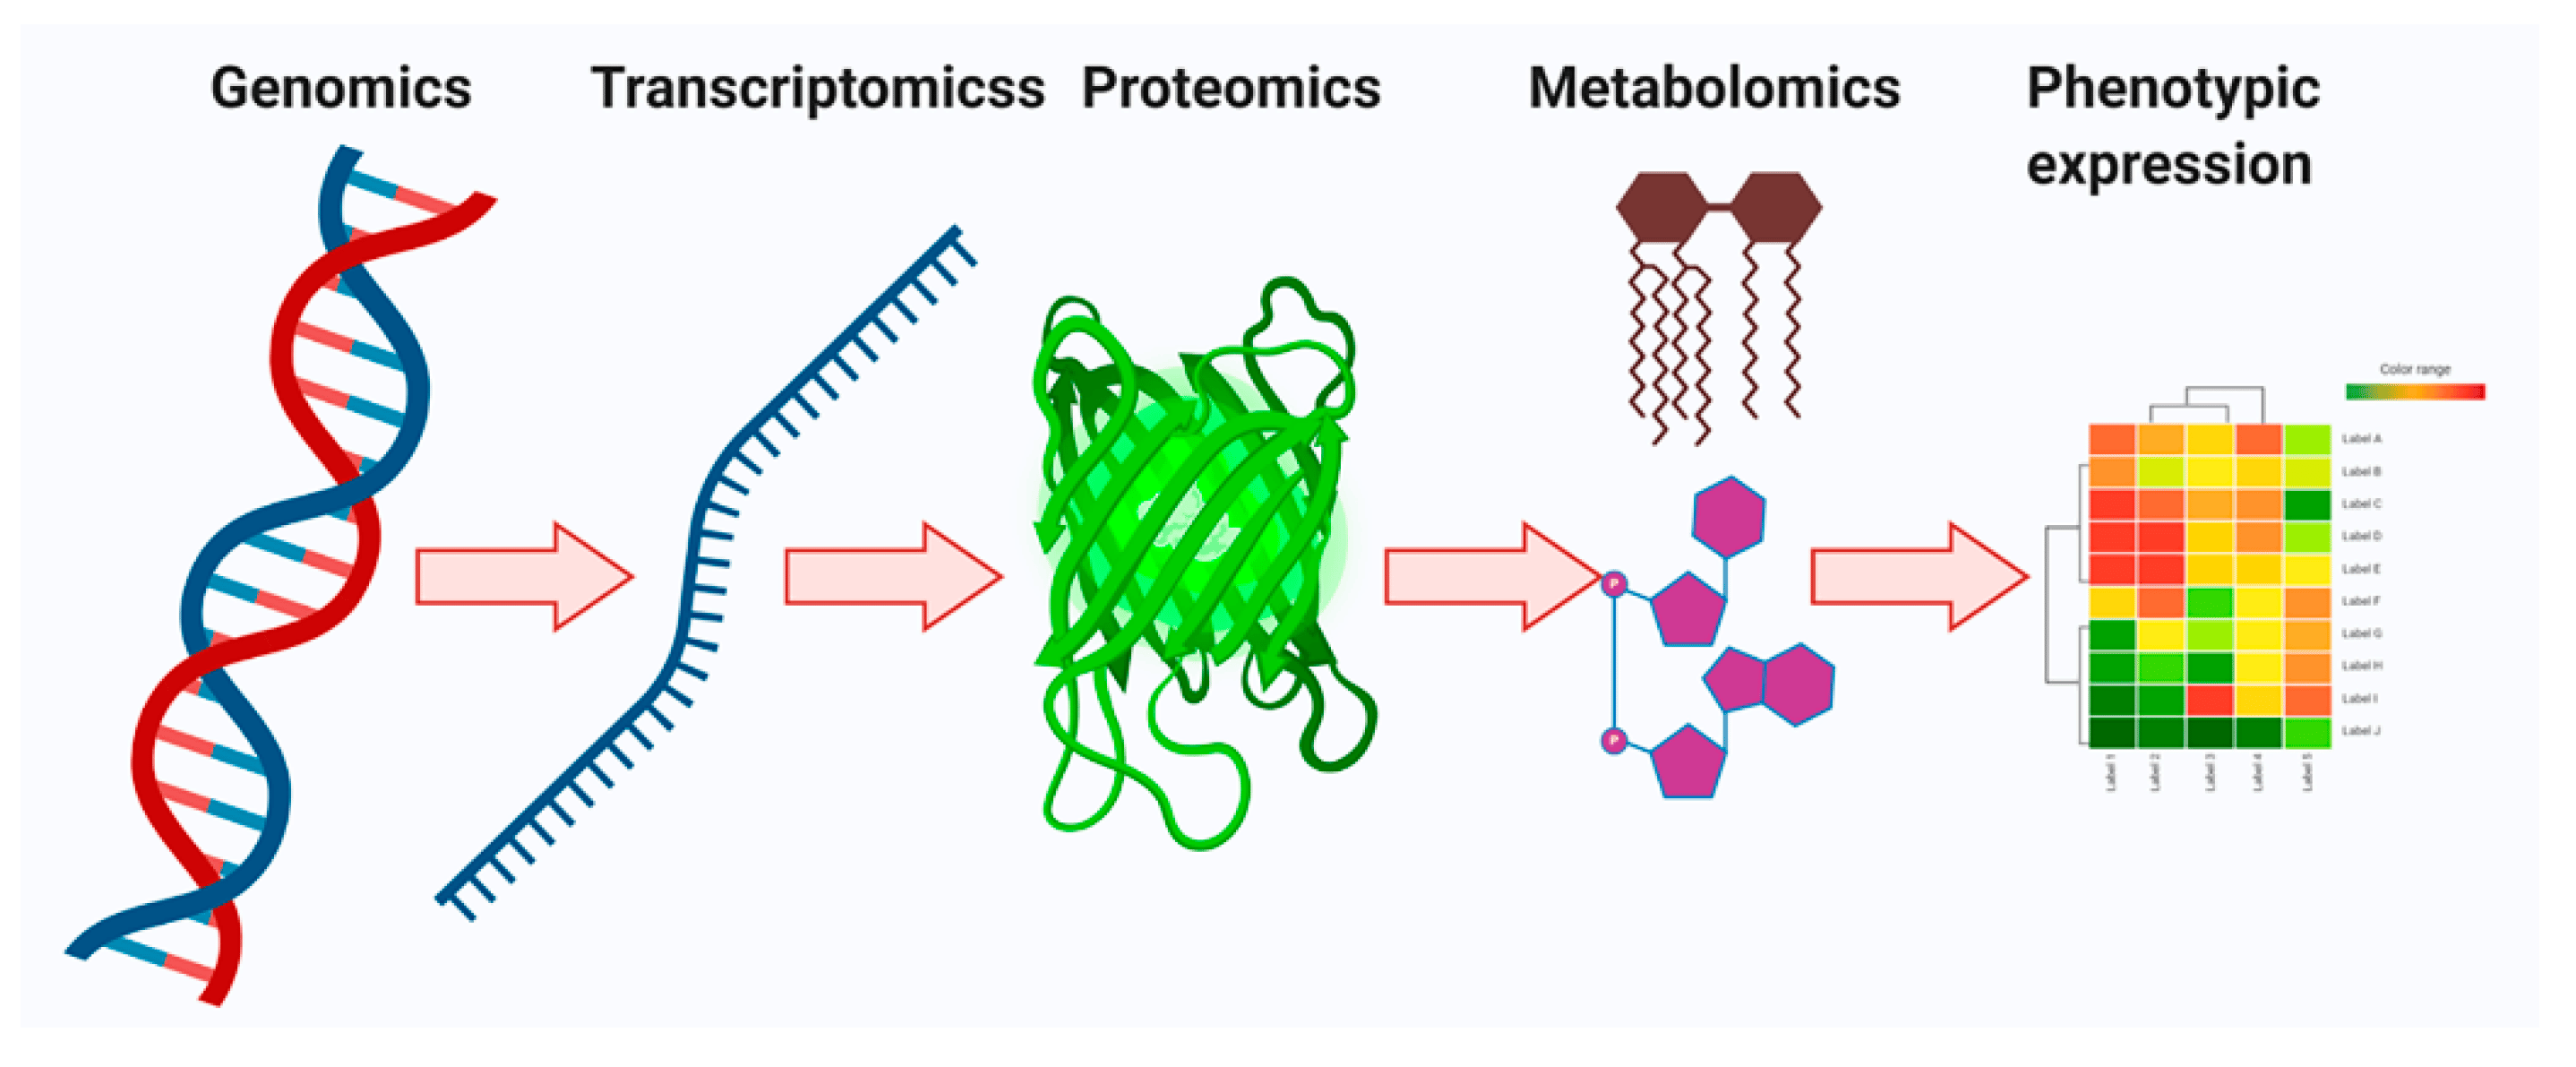 Genomics
Transcriptomicss
Proteomics
Metabolomics
Phenotypic
expression
Color range
Label A
Label B
Label C
Label D
Label E
Label F
Label G
Label H
Label I
Label J
P
P
Label 1
Label 2
Label 3
Label 4
Label 5